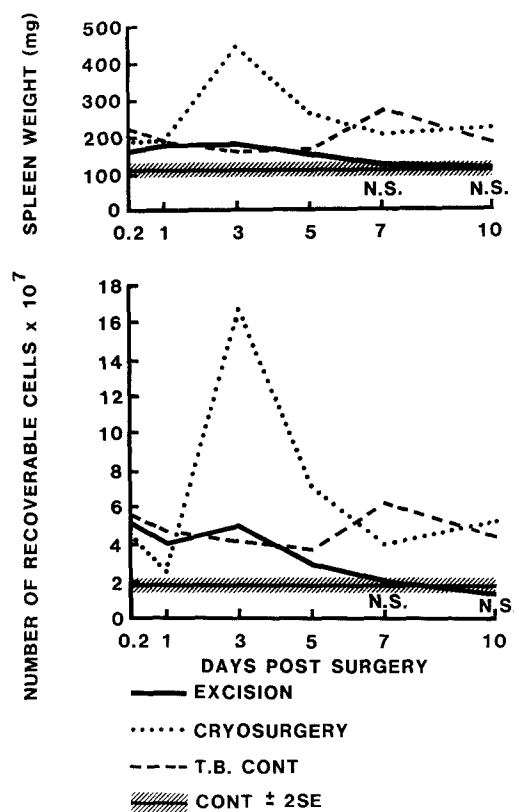 SPLEEN WEIGHT (mg)
500
400
300
200
100
0
N.S.
N.S.
0.2 1 3 5 7 10
NUMBER OF RECOVERABLE CELLS x 10^7
18
16
14
12
10
8
6
4
2
0
N.S.
N.S.
0.2 1 3 5 7 10
DAYS POST SURGERY
EXCISION
CRYOSURGERY
T.B. CONT
CONT ± 2SE